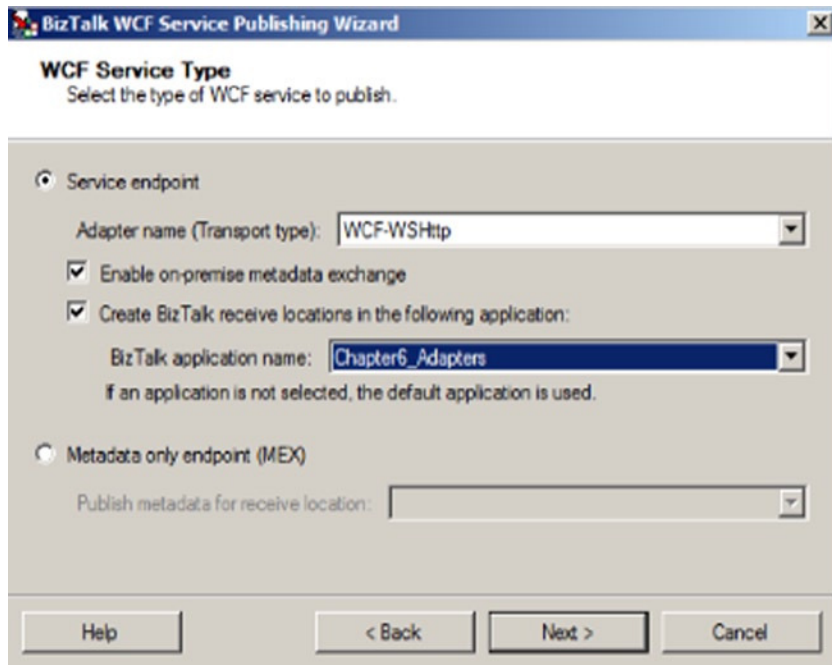 BizTalk WCF Service Publishing Wizard
WCF Service Type
Select the type of WCF service to publish.
Service endpoint
Adapter name (Transport type): WCF-WSHttp
Enable on-premise metadata exchange
Create BizTalk receive locations in the following application:
BizTalk application name: Chapter6_Adapters
If an application is not selected, the default application is used.
Metadata only endpoint (MEX)
Publish metadata for receive location:
Help < Back Next > Cancel